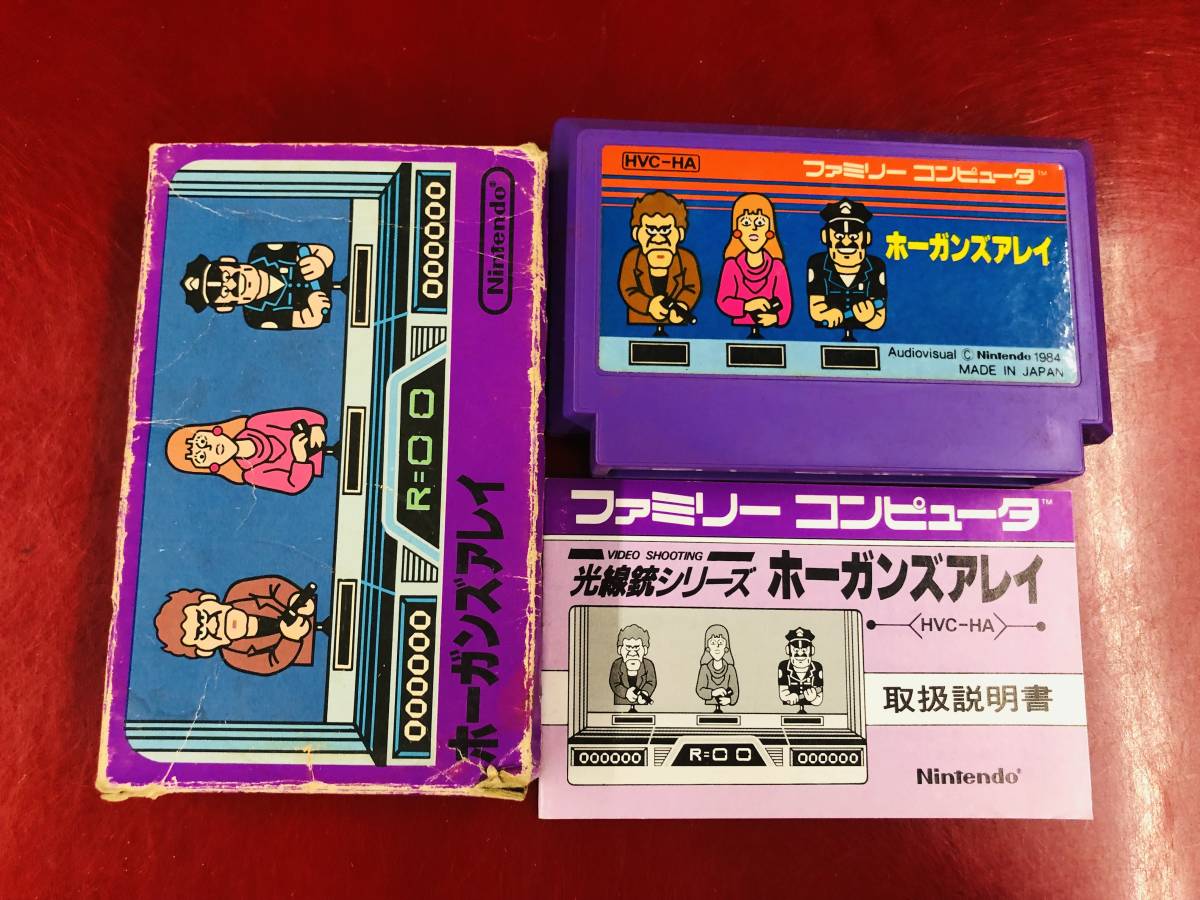 Nintendo®
000000
R=00
000000
ホーガンズアレイ
HVC-HA
ファミリー コンピュータ™
ホーガンズアレイ
Audiovisual © Nintendo 1984
MADE IN JAPAN
ファミリー コンピュータ™
VIDEO SHOOTING
光線銃シリーズ ホーガンズアレイ
HVC-HA
取扱説明書
000000
R=00
000000
Nintendo®